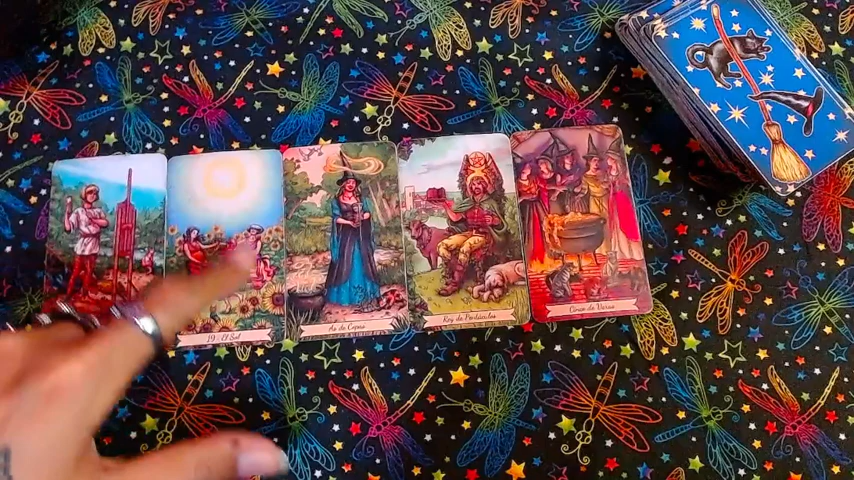 19 El Sol
As de Copas
Rey de Pentáculos
Cinco de Varas